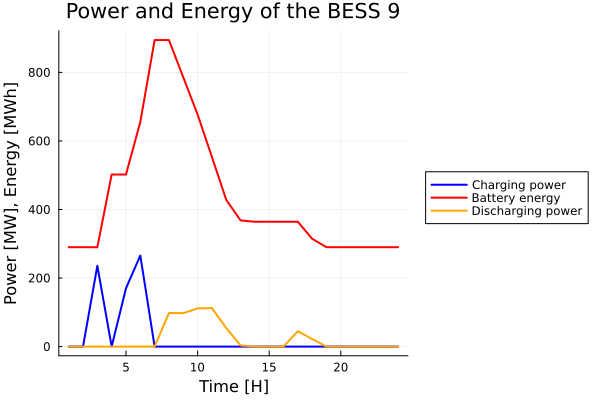 Power and Energy of the BESS 9
Power [MW], Energy [MWh]
800
600
400
200
0
5
10
15
20
Time [H]
Charging power
Battery energy
Discharging power